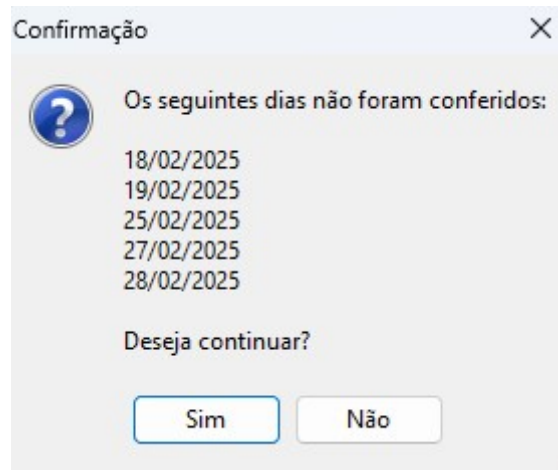 Confirmação
Os seguintes dias não foram conferidos:
18/02/2025
19/02/2025
25/02/2025
27/02/2025
28/02/2025
Deseja continuar?
Sim Não